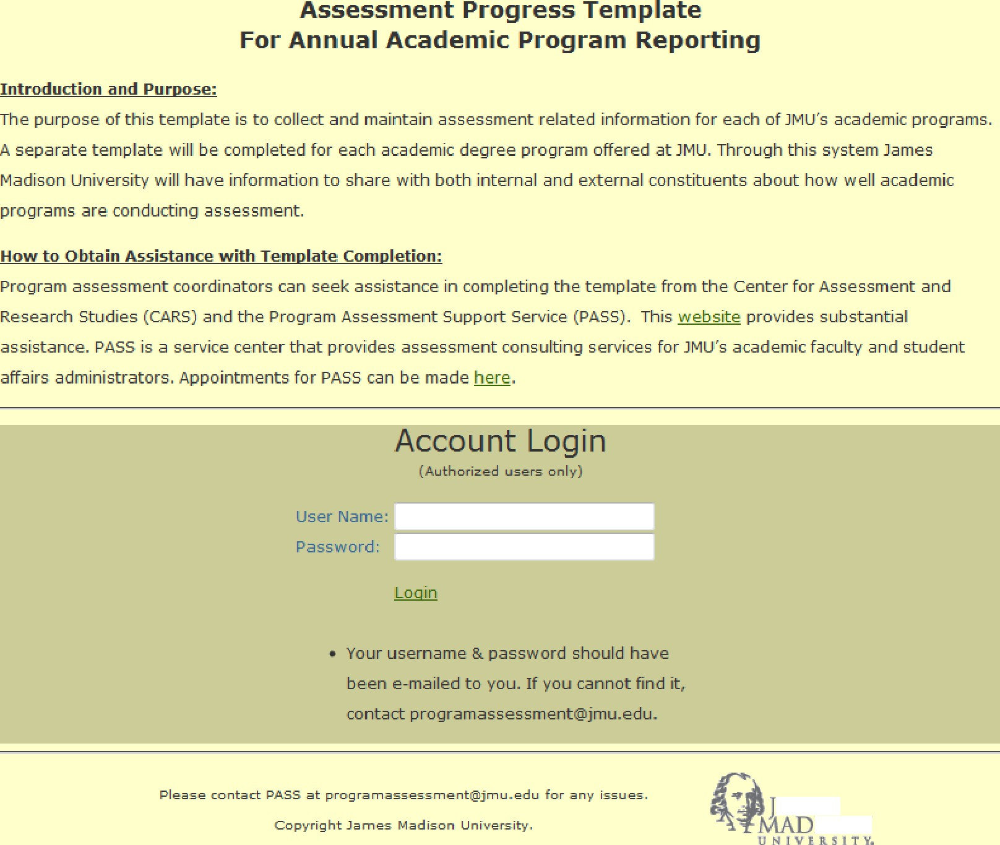 Assessment Progress Template
For Annual Academic Program Reporting
Introduction and Purpose:
The purpose of this template is to collect and maintain assessment related information for each of JMU’s academic programs.
A separate template will be completed for each academic degree program offered at JMU. Through this system James
Madison University will have information to share with both internal and external constituents about how well academic
programs are conducting assessment.
How to Obtain Assistance with Template Completion:
Program assessment coordinators can seek assistance in completing the template from the Center for Assessment and
Research Studies (CARS) and the Program Assessment Support Service (PASS).  This website provides substantial
assistance. PASS is a service center that provides assessment consulting services for JMU’s academic faculty and student
affairs administrators. Appointments for PASS can be made here.
Account Login
(Authorized users only)
User Name:
Password:
Login
• Your username & password should have
been e-mailed to you. If you cannot find it,
contact programassessment@jmu.edu.
Please contact PASS at programassessment@jmu.edu for any issues.
Copyright James Madison University.
J
MAD
UNIVERSITY.